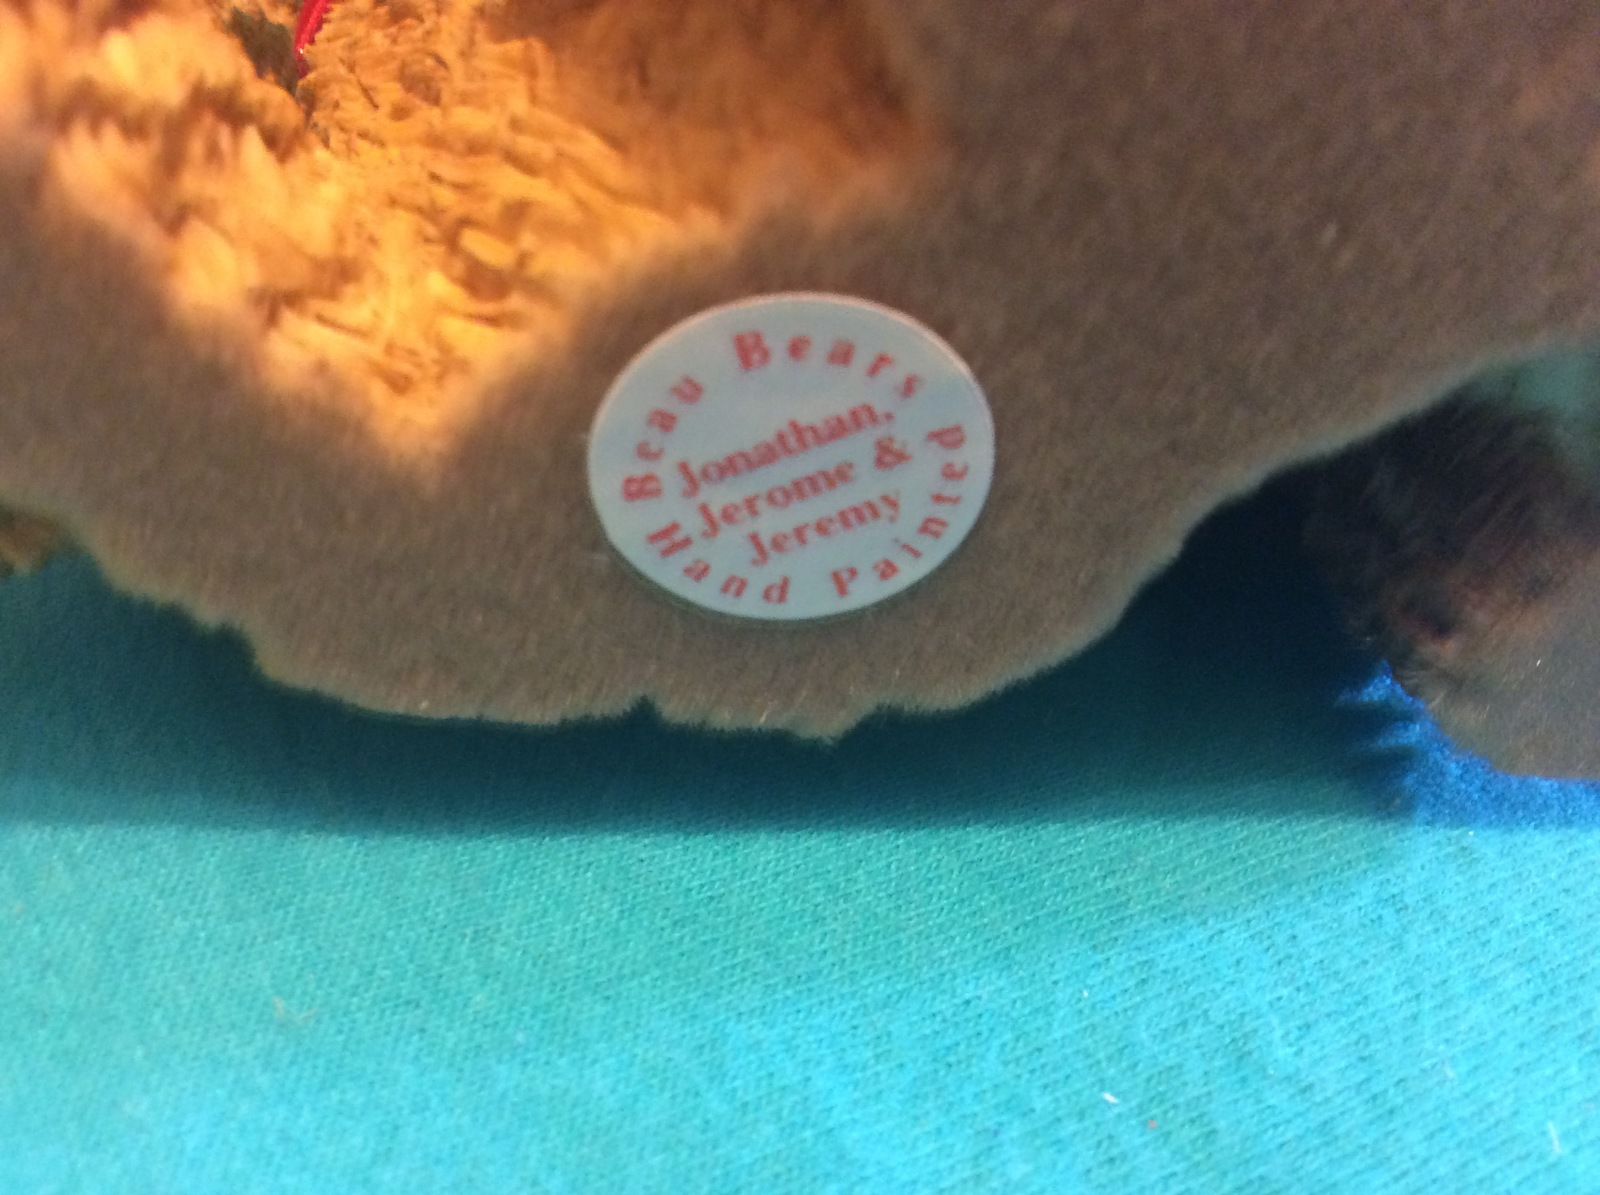 Beau Bears
Jonathan,
Jerome &
Jeremy
Hand Painted